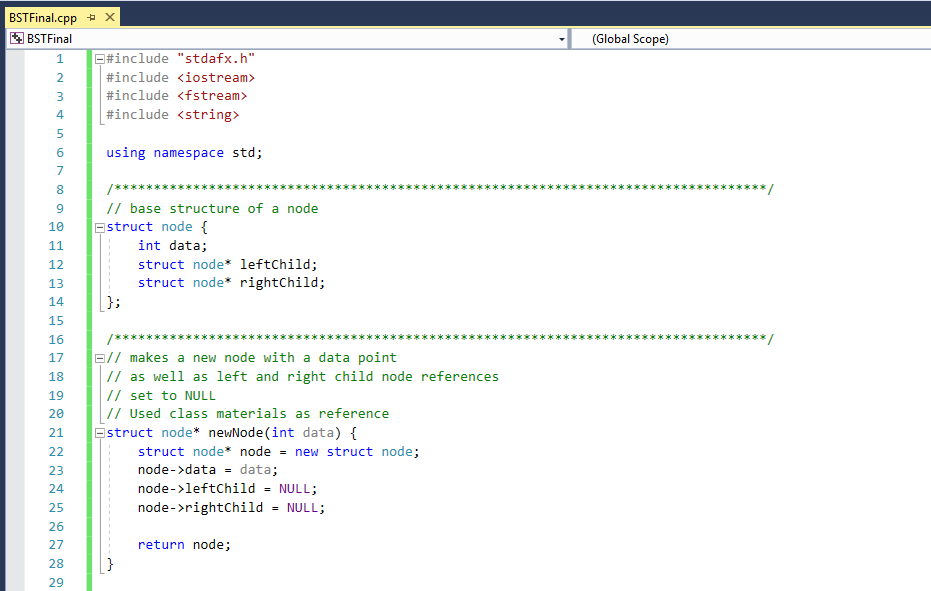 BSTFinal.cpp
BSTFinal (Global Scope)
1 #include "stdafx.h"
2 #include <iostream>
3 #include <fstream>
4 #include <string>
5
6 using namespace std;
7
8 /***********************************************************************************/
9 // base structure of a node
10 struct node {
11     int data;
12     struct node* leftChild;
13     struct node* rightChild;
14 };
15
16 /***********************************************************************************/
17 // makes a new node with a data point
18 // as well as left and right child node references
19 // set to NULL
20 // Used class materials as reference
21 struct node* newNode(int data) {
22     struct node* node = new struct node;
23     node->data = data;
24     node->leftChild = NULL;
25     node->rightChild = NULL;
26
27     return node;
28 }
29